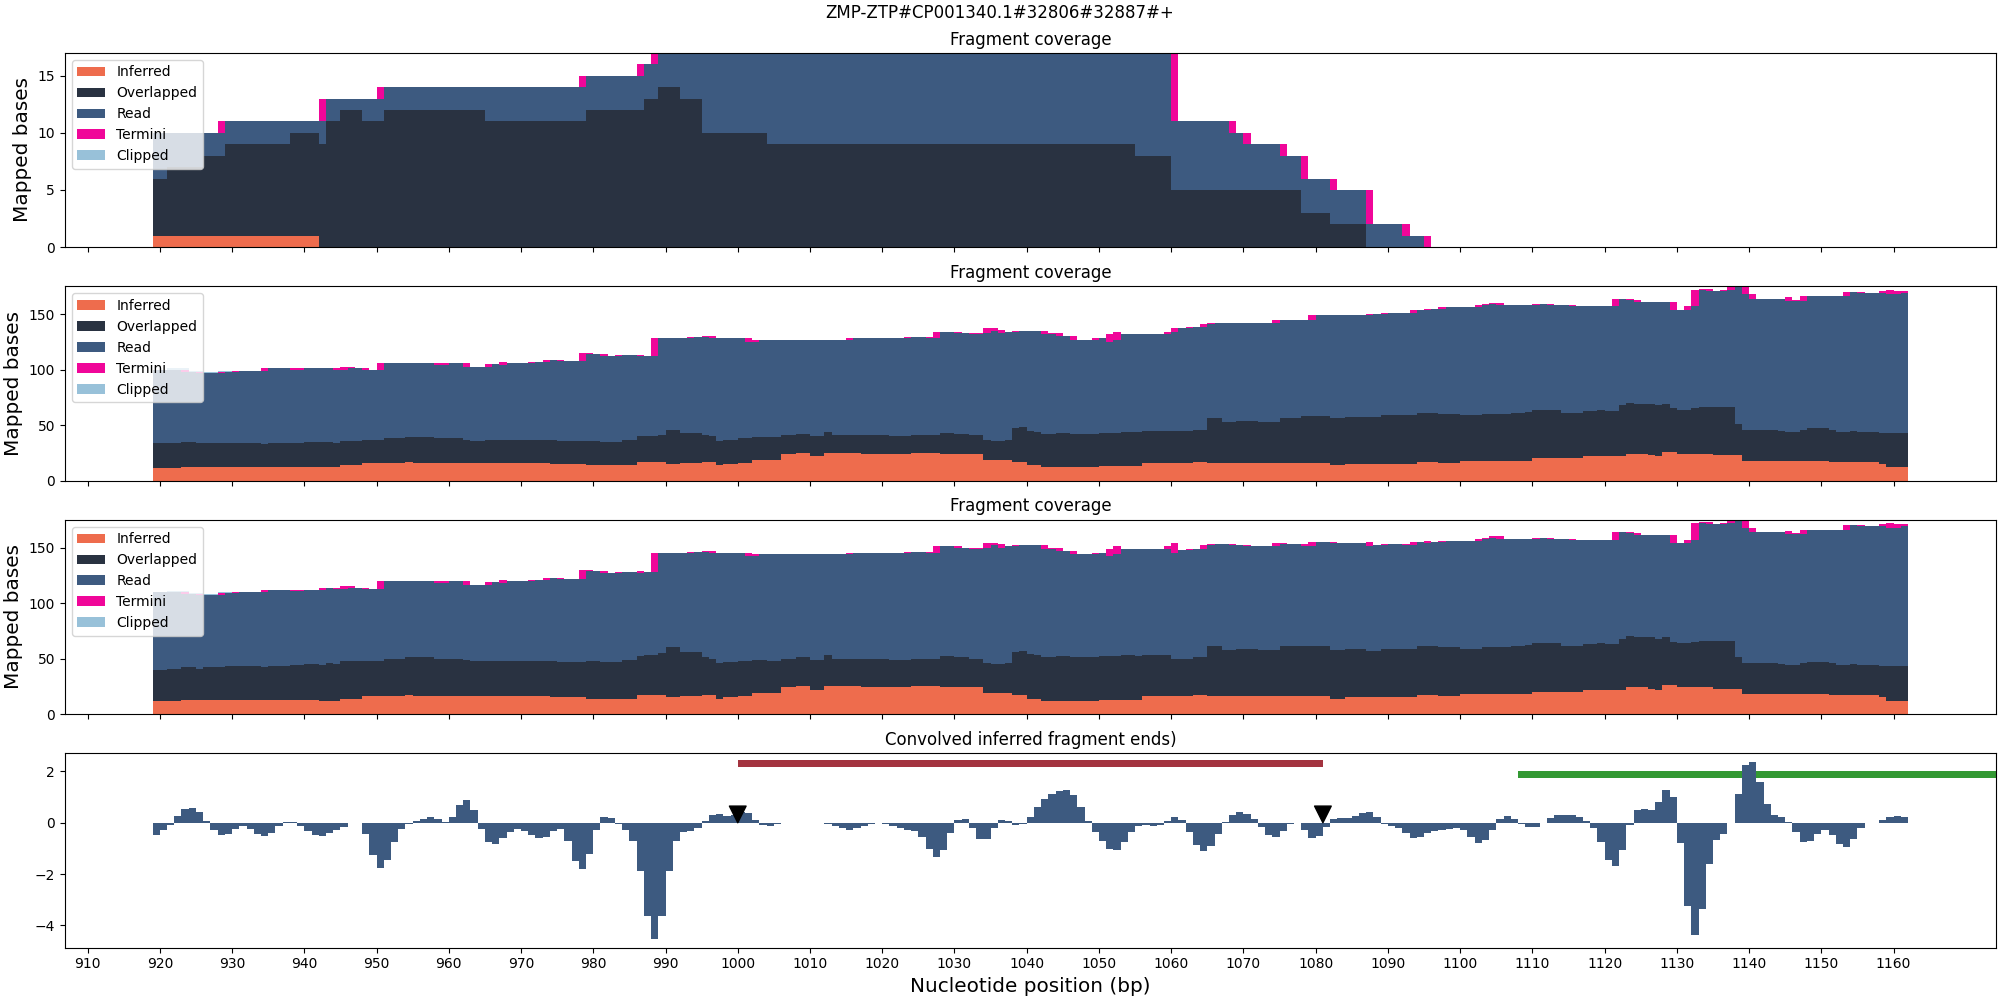 ZMP-ZTP#CP001340.1#32806#32887#+
Fragment coverage
Mapped bases
15
10
5
0
Inferred
Overlapped
Read
Termini
Clipped
Fragment coverage
Mapped bases
150
100
50
0
Inferred
Overlapped
Read
Termini
Clipped
Fragment coverage
Mapped bases
150
100
50
0
Inferred
Overlapped
Read
Termini
Clipped
Convolved inferred fragment ends)
2
0
−2
−4
910 920 930 940 950 960 970 980 990 1000 1010 1020 1030 1040 1050 1060 1070 1080 1090 1100 1110 1120 1130 1140 1150 1160
Nucleotide position (bp)